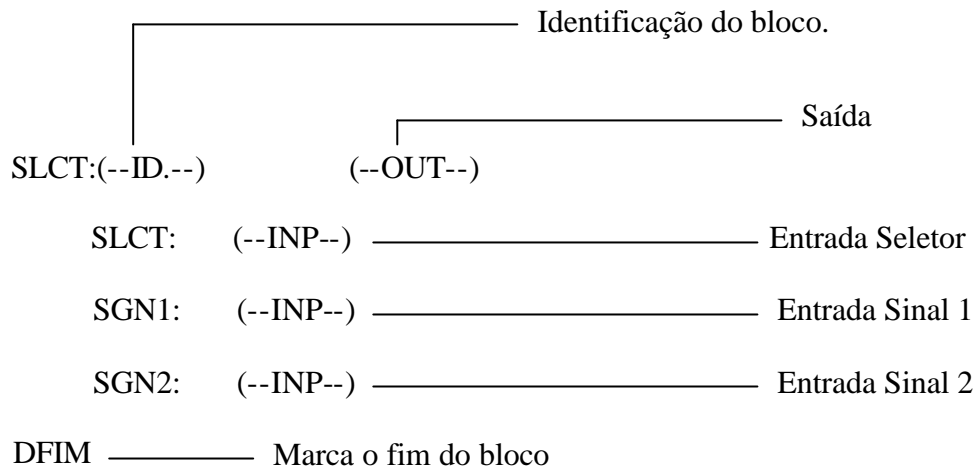 Identificação do bloco.
Saída
SLCT:(--ID.--) (--OUT--)
SLCT: (--INP--) Entrada Seletor
SGN1: (--INP--) Entrada Sinal 1
SGN2: (--INP--) Entrada Sinal 2
DFIM Marca o fim do bloco